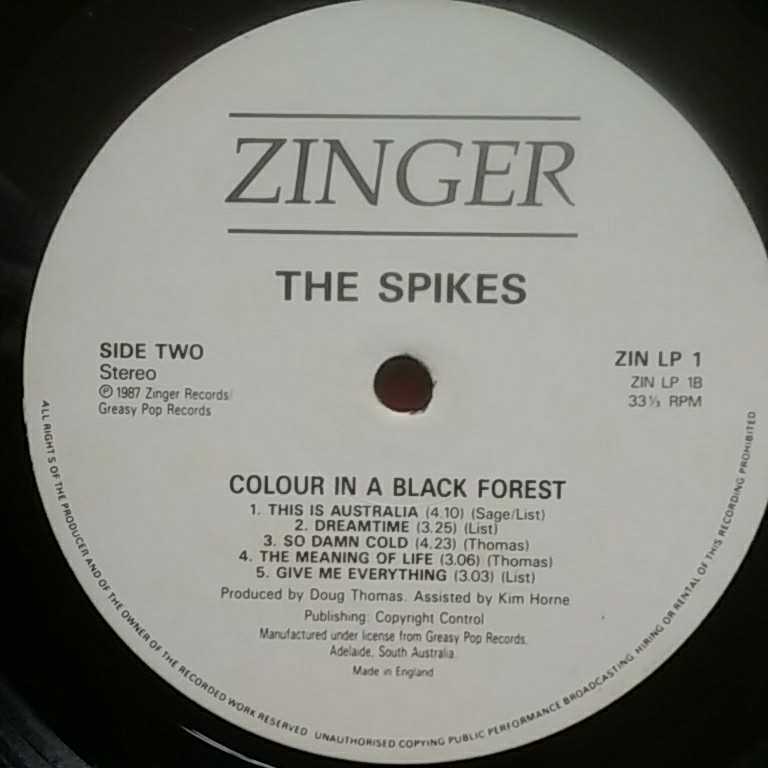 ZINGER
THE SPIKES
SIDE TWO
Stereo
℗ 1987 Zinger Records/
Greasy Pop Records
ZIN LP 1
ZIN LP 1B
33⅓ RPM
COLOUR IN A BLACK FOREST
1. THIS IS AUSTRALIA (4.10) (Sage/List)
2. DREAMTIME (3.25) (List)
3. SO DAMN COLD (4.23) (Thomas)
4. THE MEANING OF LIFE (3.06) (Thomas)
5. GIVE ME EVERYTHING (3.03) (List)
Produced by Doug Thomas. Assisted by Kim Horne
Publishing: Copyright Control
Manufactured under license from Greasy Pop Records,
Adelaide, South Australia.
Made in England
ALL RIGHTS OF THE PRODUCER AND OF THE OWNER OF THE RECORDED WORK RESERVED UNAUTHORISED COPYING PUBLIC PERFORMANCE BROADCASTING HIRING OR RENTAL OF THIS RECORDING PROHIBITED